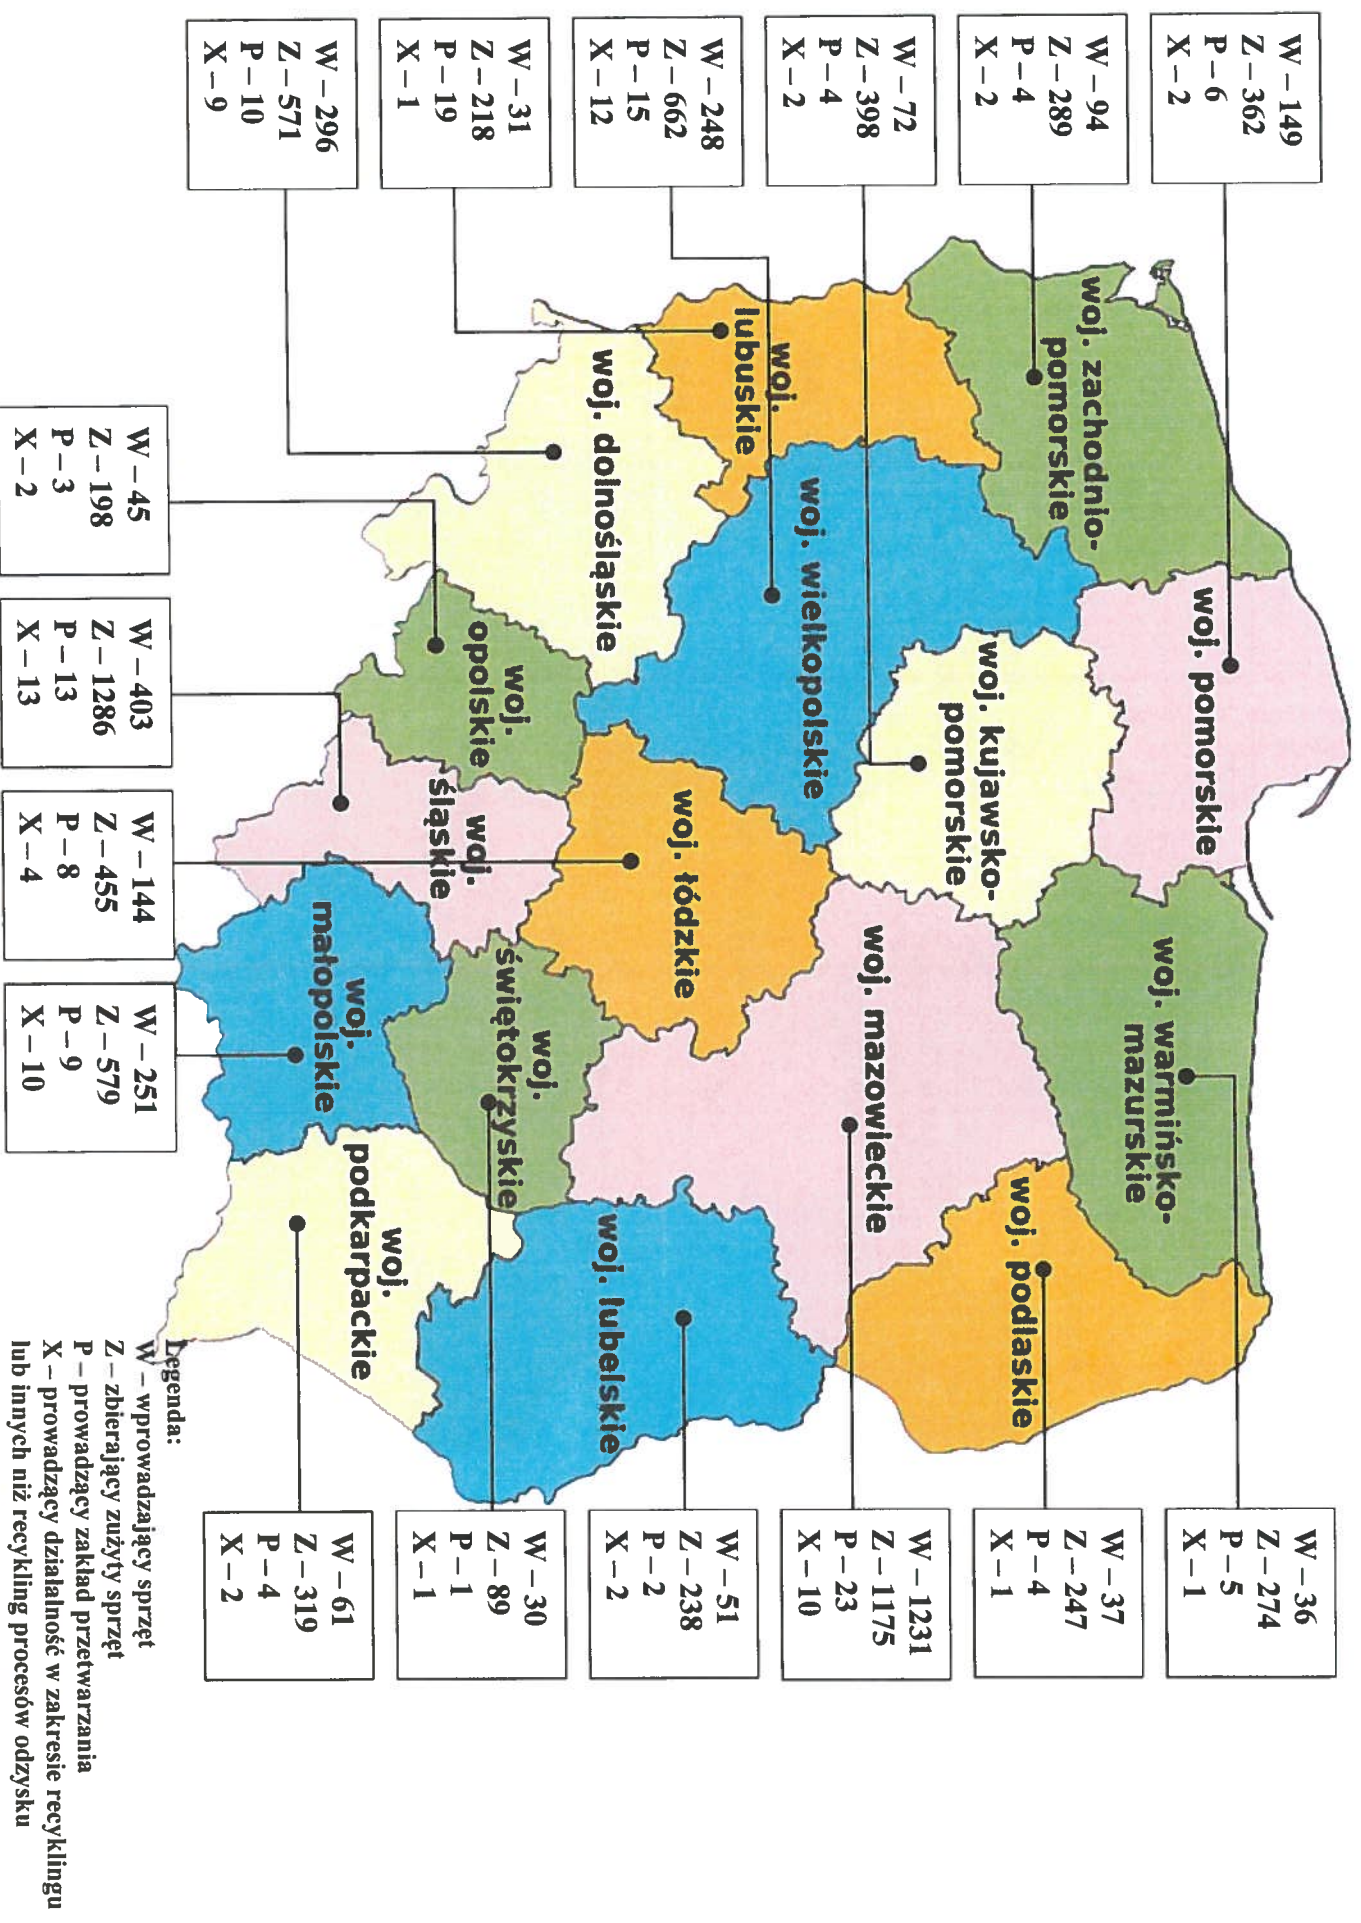 W – 149
Z – 362
P – 6
X – 2
W – 94
Z – 289
P – 4
X – 2
W – 72
Z – 398
P – 4
X – 2
W – 248
Z – 662
P – 15
X – 12
W – 31
Z – 218
P – 19
X – 1
W – 296
Z – 571
P – 10
X – 9
woj. zachodnio-
pomorskie
woj. pomorskie
woj. warmińsko-
mazurskie
woj. kujawsko-
pomorskie
woj. podlaskie
woj.
lubuskie
woj. wielkopolskie
woj. mazowieckie
woj. łódzkie
woj. dolnośląskie
woj. lubelskie
woj.
opolskie
woj.
śląskie
woj.
świętokrzyskie
woj.
małopolskie
woj.
podkarpackie
W – 36
Z – 274
P – 5
X – 1
W – 37
Z – 247
P – 4
X – 1
W – 1231
Z – 1175
P – 23
X – 10
W – 51
Z – 238
P – 2
X – 2
W – 30
Z – 89
P – 1
X – 1
W – 61
Z – 319
P – 4
X – 2
W – 45
Z – 198
P – 3
X – 2
W – 403
Z – 1286
P – 13
X – 13
W – 144
Z – 455
P – 8
X – 4
W – 251
Z – 579
P – 9
X – 10
Legenda:
W – wprowadzający sprzęt
Z – zbierający zużyty sprzęt
P – prowadzący zakład przetwarzania
X – prowadzący działalność w zakresie recyklingu
lub innych niż recykling procesów odzysku